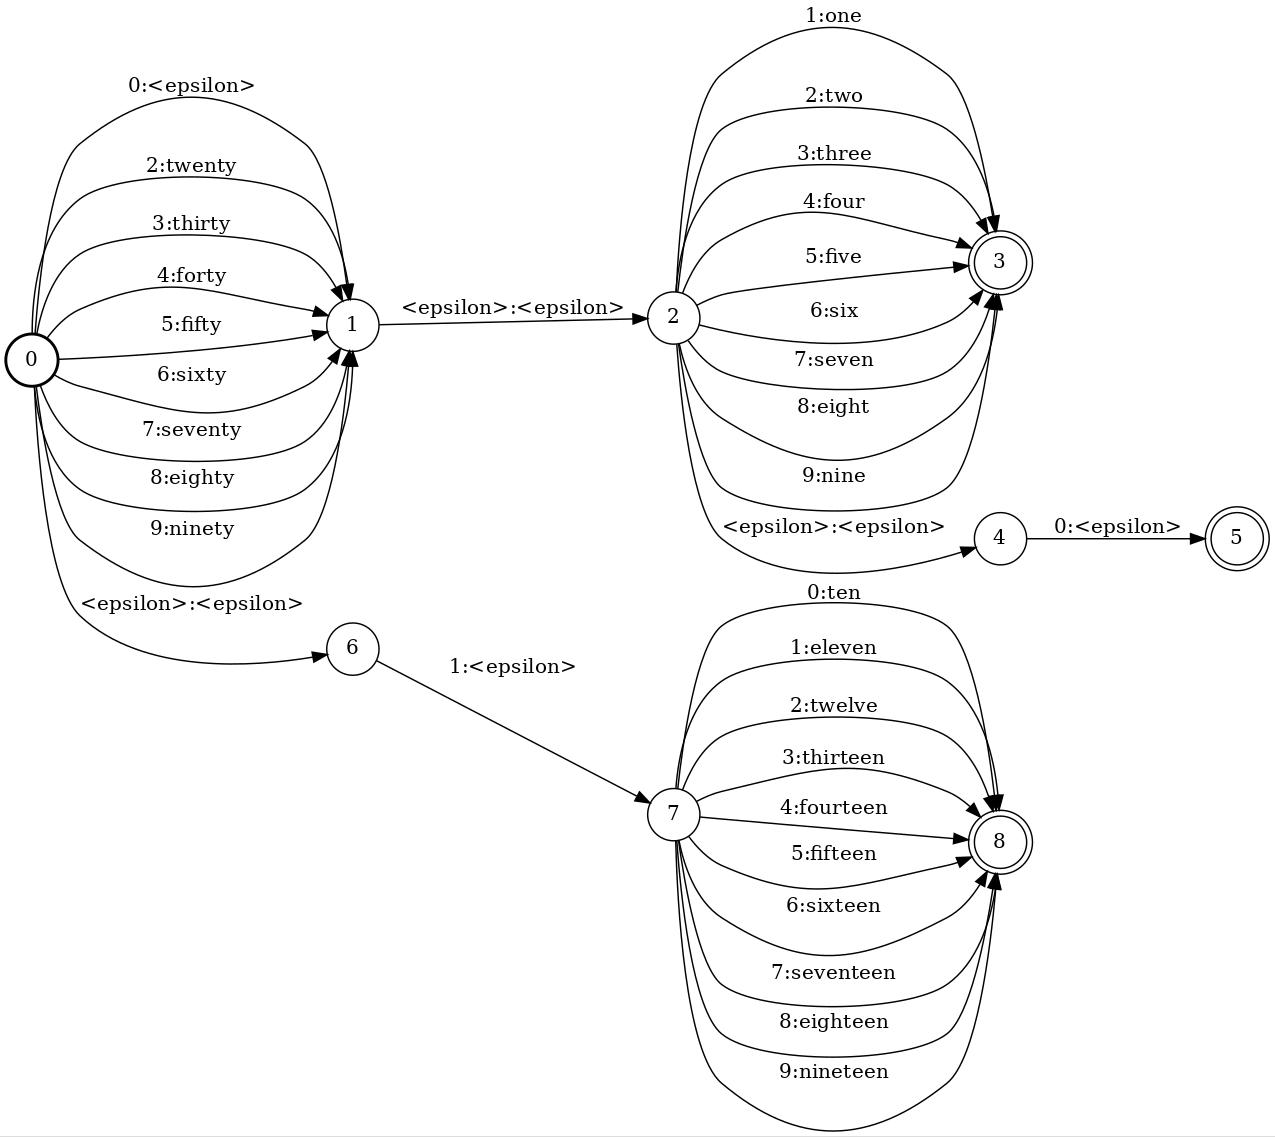 0
0:<epsilon>
2:twenty
3:thirty
4:forty
5:fifty
6:sixty
7:seventy
8:eighty
9:ninety
<epsilon>:<epsilon>
1
<epsilon>:<epsilon>
2
1:one
2:two
3:three
4:four
5:five
6:six
7:seven
8:eight
9:nine
<epsilon>:<epsilon>
3
4
0:<epsilon>
5
6
1:<epsilon>
7
0:ten
1:eleven
2:twelve
3:thirteen
4:fourteen
5:fifteen
6:sixteen
7:seventeen
8:eighteen
9:nineteen
8